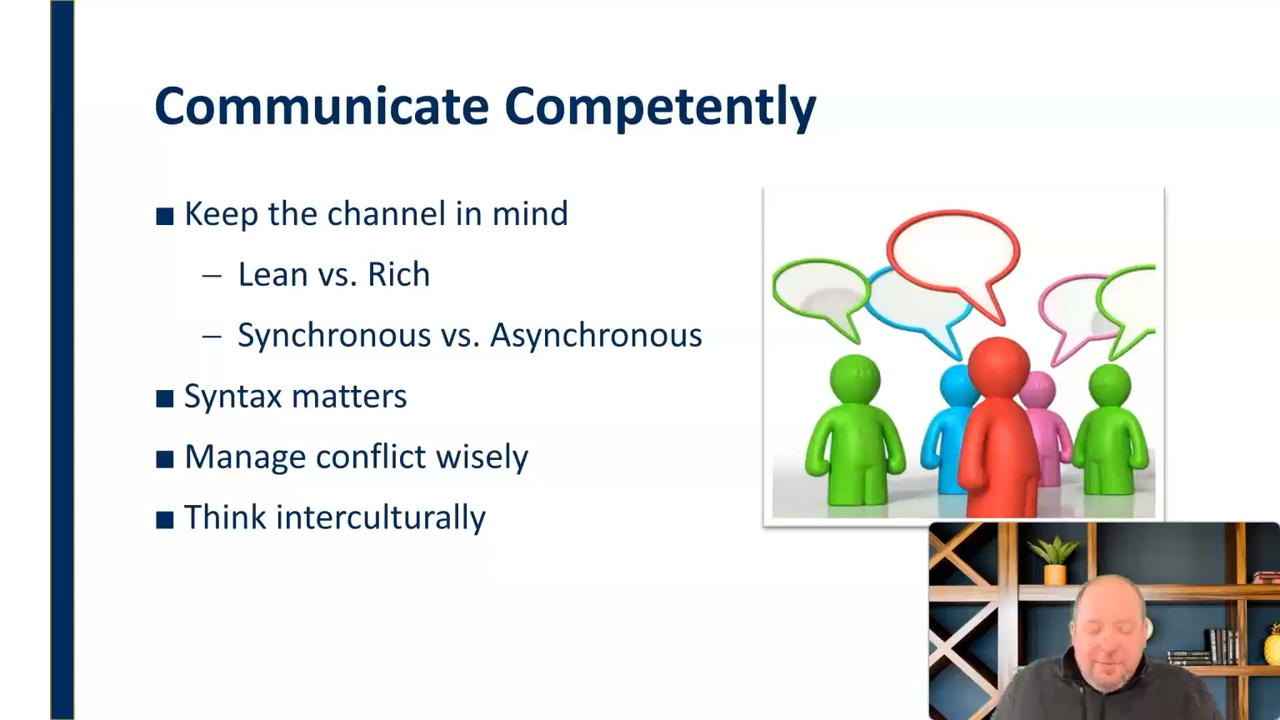 Communicate Competently
■ Keep the channel in mind
– Lean vs. Rich
– Synchronous vs. Asynchronous
■ Syntax matters
■ Manage conflict wisely
■ Think interculturally